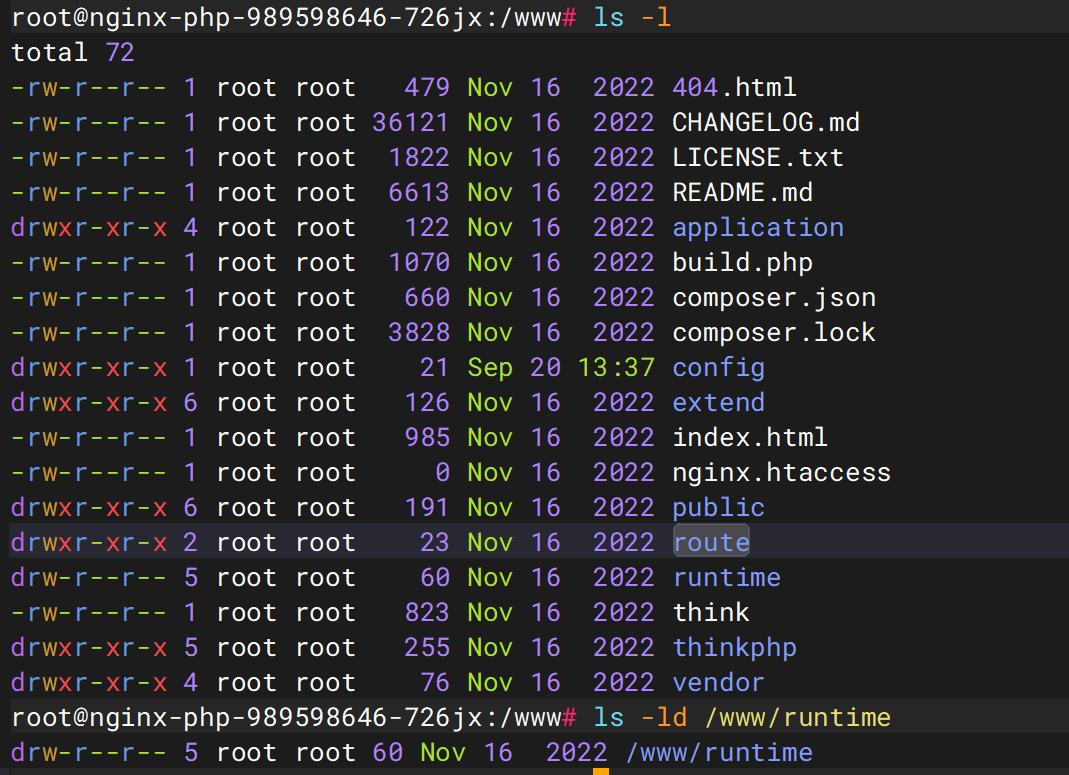 root@nginx-php-989598646-726jx:/www# ls -l
total 72
-rw-r--r-- 1 root root   479 Nov 16  2022 404.html
-rw-r--r-- 1 root root 36121 Nov 16  2022 CHANGELOG.md
-rw-r--r-- 1 root root  1822 Nov 16  2022 LICENSE.txt
-rw-r--r-- 1 root root  6613 Nov 16  2022 README.md
drwxr-xr-x 4 root root   122 Nov 16  2022 application
-rw-r--r-- 1 root root  1070 Nov 16  2022 build.php
-rw-r--r-- 1 root root   660 Nov 16  2022 composer.json
-rw-r--r-- 1 root root  3828 Nov 16  2022 composer.lock
drwxr-xr-x 1 root root    21 Sep 20 13:37 config
drwxr-xr-x 6 root root   126 Nov 16  2022 extend
-rw-r--r-- 1 root root   985 Nov 16  2022 index.html
-rw-r--r-- 1 root root     0 Nov 16  2022 nginx.htaccess
drwxr-xr-x 6 root root   191 Nov 16  2022 public
drwxr-xr-x 2 root root    23 Nov 16  2022 route
drw-r--r-- 5 root root    60 Nov 16  2022 runtime
-rw-r--r-- 1 root root   823 Nov 16  2022 think
drwxr-xr-x 5 root root   255 Nov 16  2022 thinkphp
drwxr-xr-x 4 root root    76 Nov 16  2022 vendor
root@nginx-php-989598646-726jx:/www# ls -ld /www/runtime
drw-r--r-- 5 root root 60 Nov 16  2022 /www/runtime